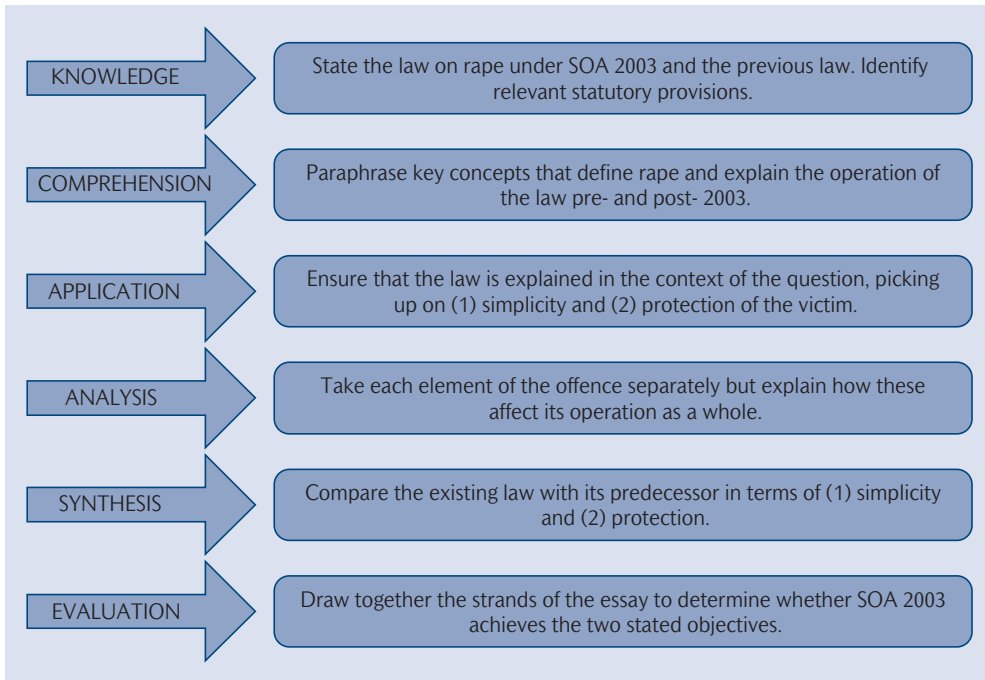 KNOWLEDGE
State the law on rape under SOA 2003 and the previous law. Identify
relevant statutory provisions.
COMPREHENSION
Paraphrase key concepts that define rape and explain the operation of
the law pre- and post- 2003.
APPLICATION
Ensure that the law is explained in the context of the question, picking
up on (1) simplicity and (2) protection of the victim.
ANALYSIS
Take each element of the offence separately but explain how these
affect its operation as a whole.
SYNTHESIS
Compare the existing law with its predecessor in terms of (1) simplicity
and (2) protection.
EVALUATION
Draw together the strands of the essay to determine whether SOA 2003
achieves the two stated objectives.